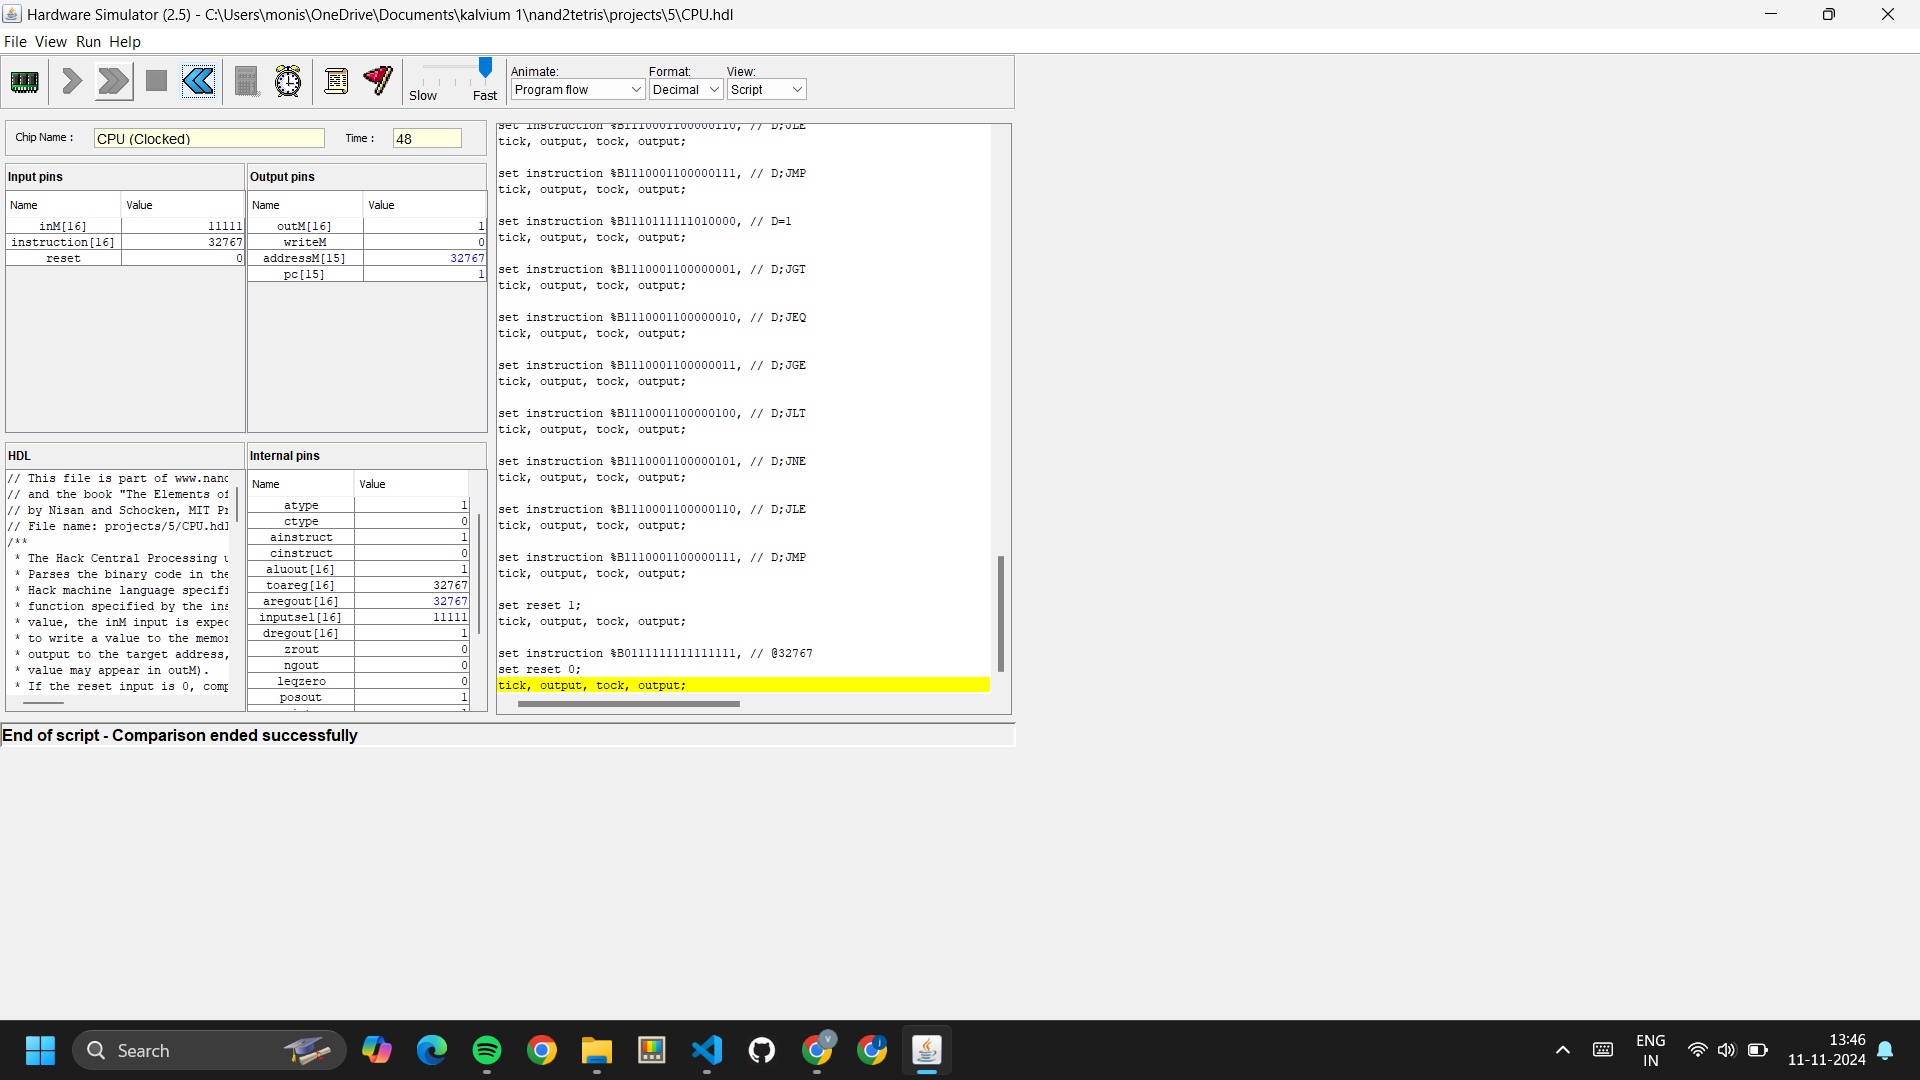 Hardware Simulator (2.5) - C:\Users\monis\OneDrive\Documents\kalvium 1\nand2tetris\projects\5\CPU.hdl
File View Run Help
Slow Fast
Animate: Format: View:
Program flow Decimal Script
Chip Name : CPU (Clocked) Time : 48
Input pins
Name Value
inM[16] 11111
instruction[16] 32767
reset 0
Output pins
Name Value
outM[16] 1
writeM 0
addressM[15] 32767
pc[15] 1
HDL
// This file is part of www.nand
// and the book "The Elements of
// by Nisan and Schocken, MIT Pr
// File name: projects/5/CPU.hdl
/**
* The Hack Central Processing u
* Parses the binary code in the
* Hack machine language specifi
* function specified by the ins
* value, the inM input is expec
* to write a value to the memor
* output to the target address,
* value may appear in outM).
* If the reset input is 0, comp
Internal pins
Name Value
atype 1
ctype 0
ainstruct 1
cinstruct 0
aluout[16] 1
toareg[16] 32767
aregout[16] 32767
inputsel[16] 11111
dregout[16] 1
zrout 0
ngout 0
leqzero 0
posout 1
set instruction %B1110001100000110, // D;JLE
tick, output, tock, output;
set instruction %B1110001100000111, // D;JMP
tick, output, tock, output;
set instruction %B1110111111010000, // D=1
tick, output, tock, output;
set instruction %B1110001100000001, // D;JGT
tick, output, tock, output;
set instruction %B1110001100000010, // D;JEQ
tick, output, tock, output;
set instruction %B1110001100000011, // D;JGE
tick, output, tock, output;
set instruction %B1110001100000100, // D;JLT
tick, output, tock, output;
set instruction %B1110001100000101, // D;JNE
tick, output, tock, output;
set instruction %B1110001100000110, // D;JLE
tick, output, tock, output;
set instruction %B1110001100000111, // D;JMP
tick, output, tock, output;
set reset 1;
tick, output, tock, output;
set instruction %B0111111111111111, // @32767
set reset 0;
tick, output, tock, output;
End of script - Comparison ended successfully
Search
ENG
IN
13:46
11-11-2024